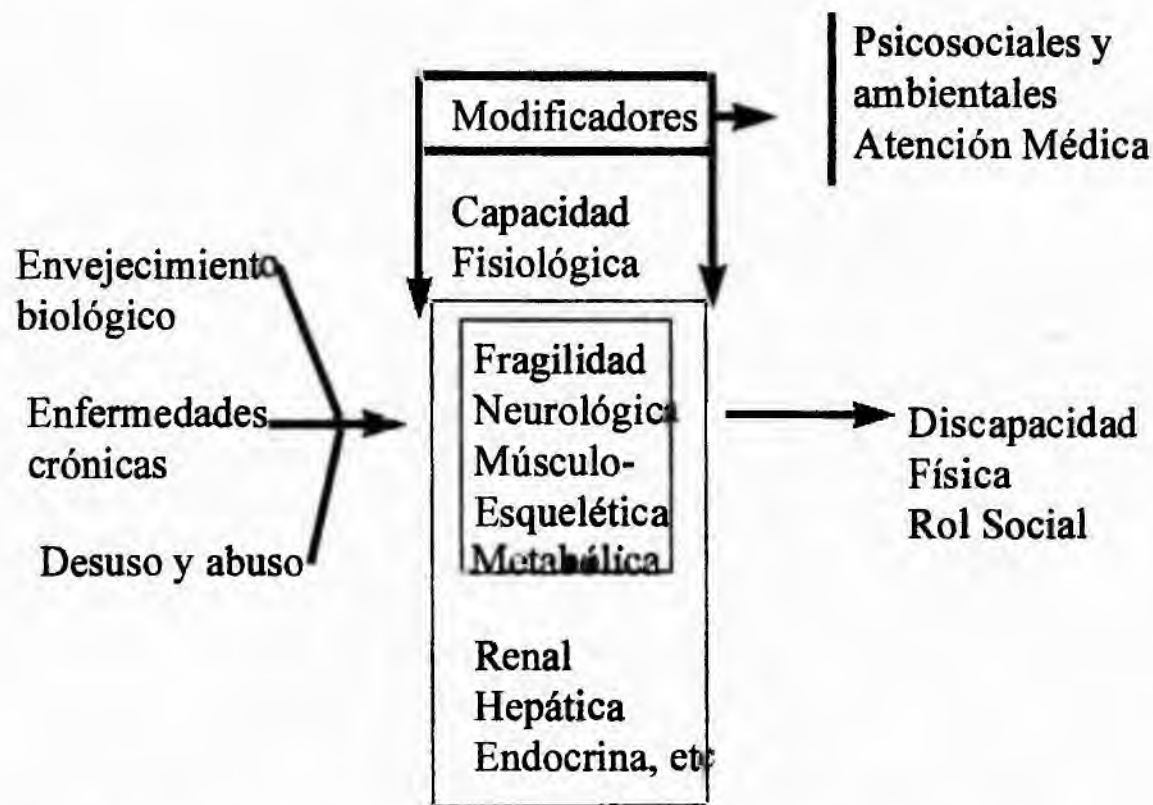 Psicosociales y
ambientales
Atención Médica
Modificadores
Capacidad
Fisiológica
Envejecimiento
biológico
Enfermedades
crónicas
Desuso y abuso
Fragilidad
Neurológica
Músculo-
Esquelética
Metabólica
Renal
Hepática
Endocrina, etc
Discapacidad
Física
Rol Social